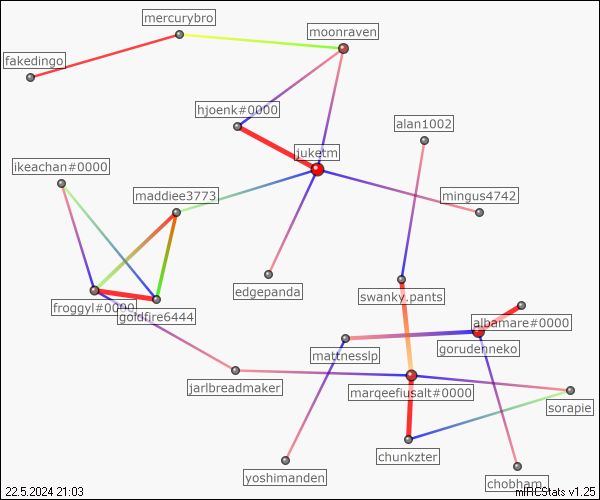 mercurybro
moonraven
fakedingo
hjoenk#0000
alan1002
juketm
ikeachan#0000
maddiee3773
mingus4742
edgepanda
swanky.pants
froggyl#0000
goldfire6444
albamare#0000
gorudenneko
mattnesslp
jarlbreadmaker
marqeefiusalt#0000
sorapie
chunkzter
yoshimanden
chobham_
22.5.2024 21:03
mIRCStats v1.25